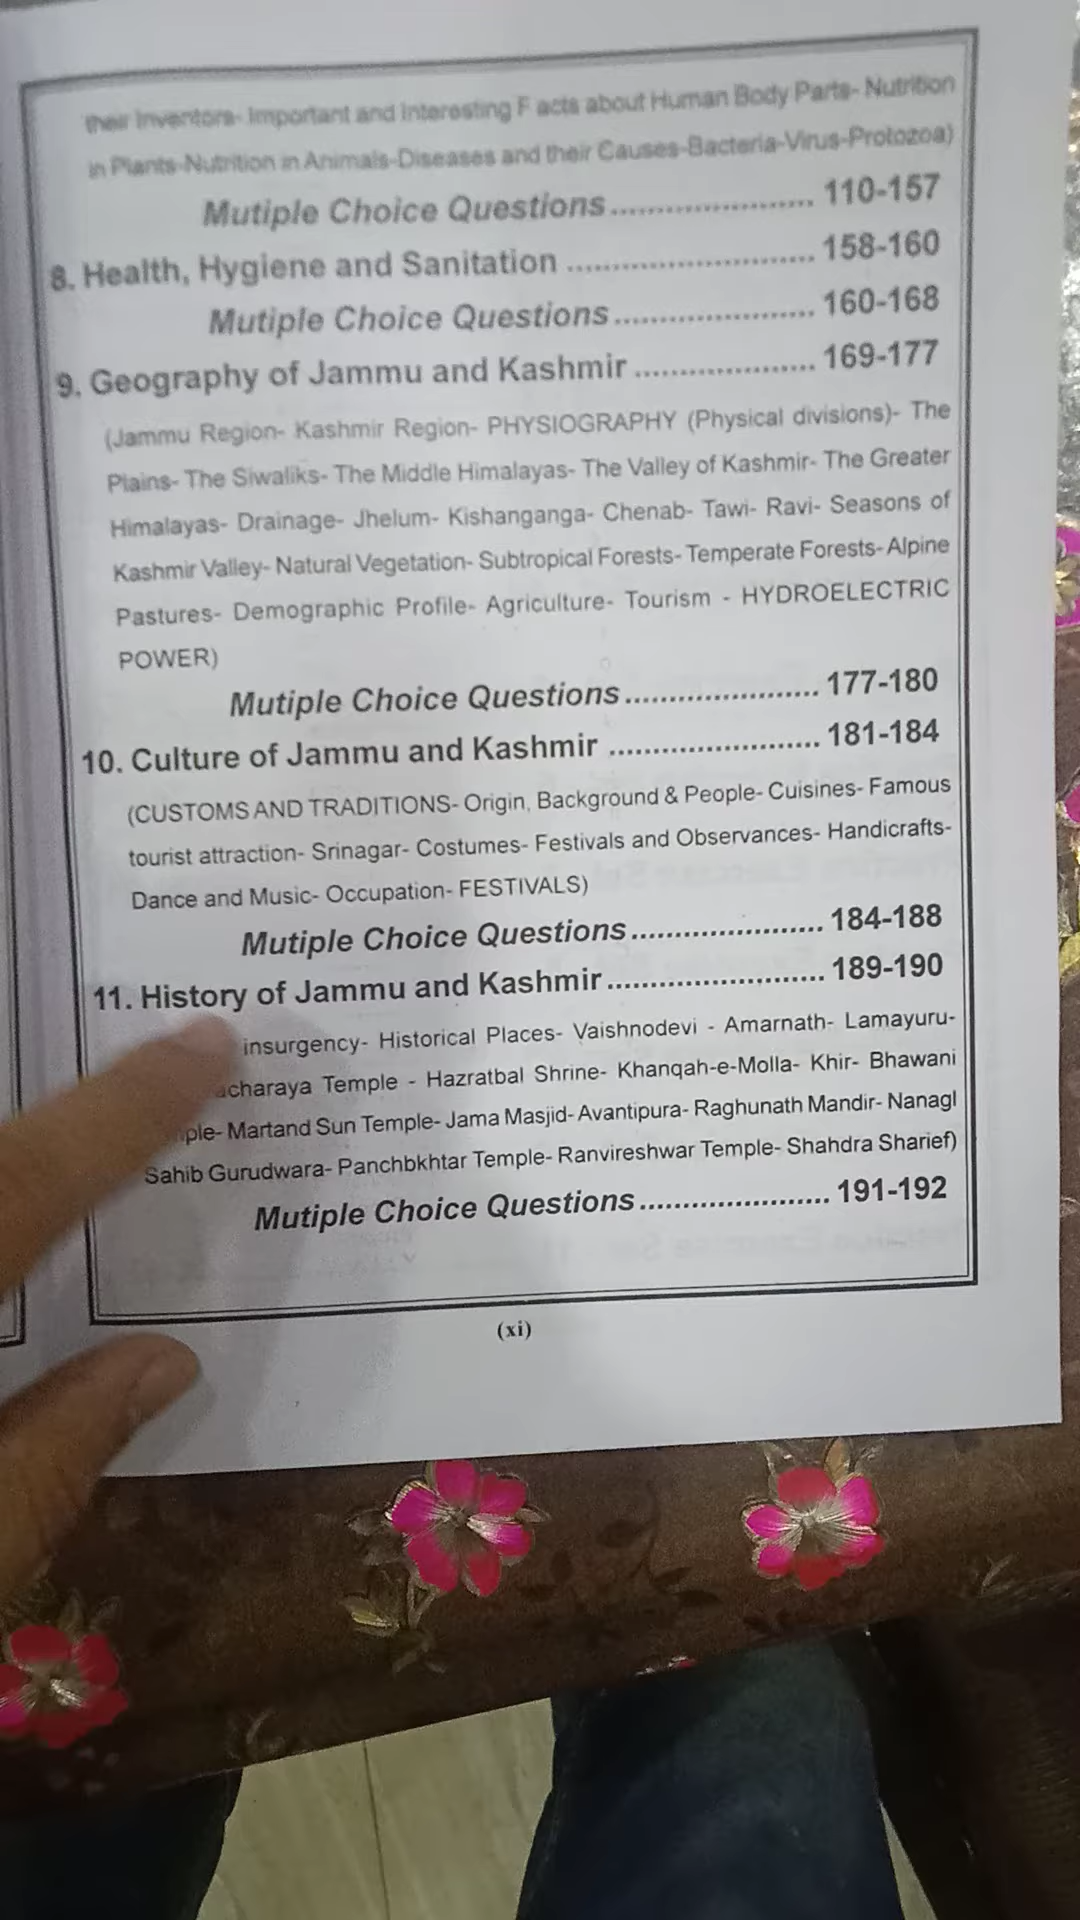 their Inventors- Important and Interesting F acts about Human Body Parts- Nutrition
in Plants-Nutrition in Animals-Diseases and their Causes-Bacteria-Virus-Protozoa)
Mutiple Choice Questions...................... 110-157
8. Health, Hygiene and Sanitation ........................... 158-160
Mutiple Choice Questions...................... 160-168
9. Geography of Jammu and Kashmir .................... 169-177
(Jammu Region- Kashmir Region- PHYSIOGRAPHY (Physical divisions)- The
Plains- The Siwaliks- The Middle Himalayas- The Valley of Kashmir- The Greater
Himalayas- Drainage- Jhelum- Kishanganga- Chenab- Tawi- Ravi- Seasons of
Kashmir Valley- Natural Vegetation- Subtropical Forests- Temperate Forests- Alpine
Pastures- Demographic Profile- Agriculture- Tourism - HYDROELECTRIC
POWER)
Mutiple Choice Questions...................... 177-180
10. Culture of Jammu and Kashmir ........................ 181-184
(CUSTOMS AND TRADITIONS- Origin, Background & People- Cuisines- Famous
tourist attraction- Srinagar- Costumes- Festivals and Observances- Handicrafts-
Dance and Music- Occupation- FESTIVALS)
Mutiple Choice Questions...................... 184-188
11. History of Jammu and Kashmir......................... 189-190
insurgency- Historical Places- Vaishnodevi - Amarnath- Lamayuru-
Temple - Hazratbal Shrine- Khanqah-e-Molla- Khir- Bhawani
Martand Sun Temple- Jama Masjid- Avantipura- Raghunath Mandir- Nanagl
Sahib Gurudwara- Panchbkhtar Temple- Ranvireshwar Temple- Shahdra Sharief)
Mutiple Choice Questions...................... 191-192
(xi)